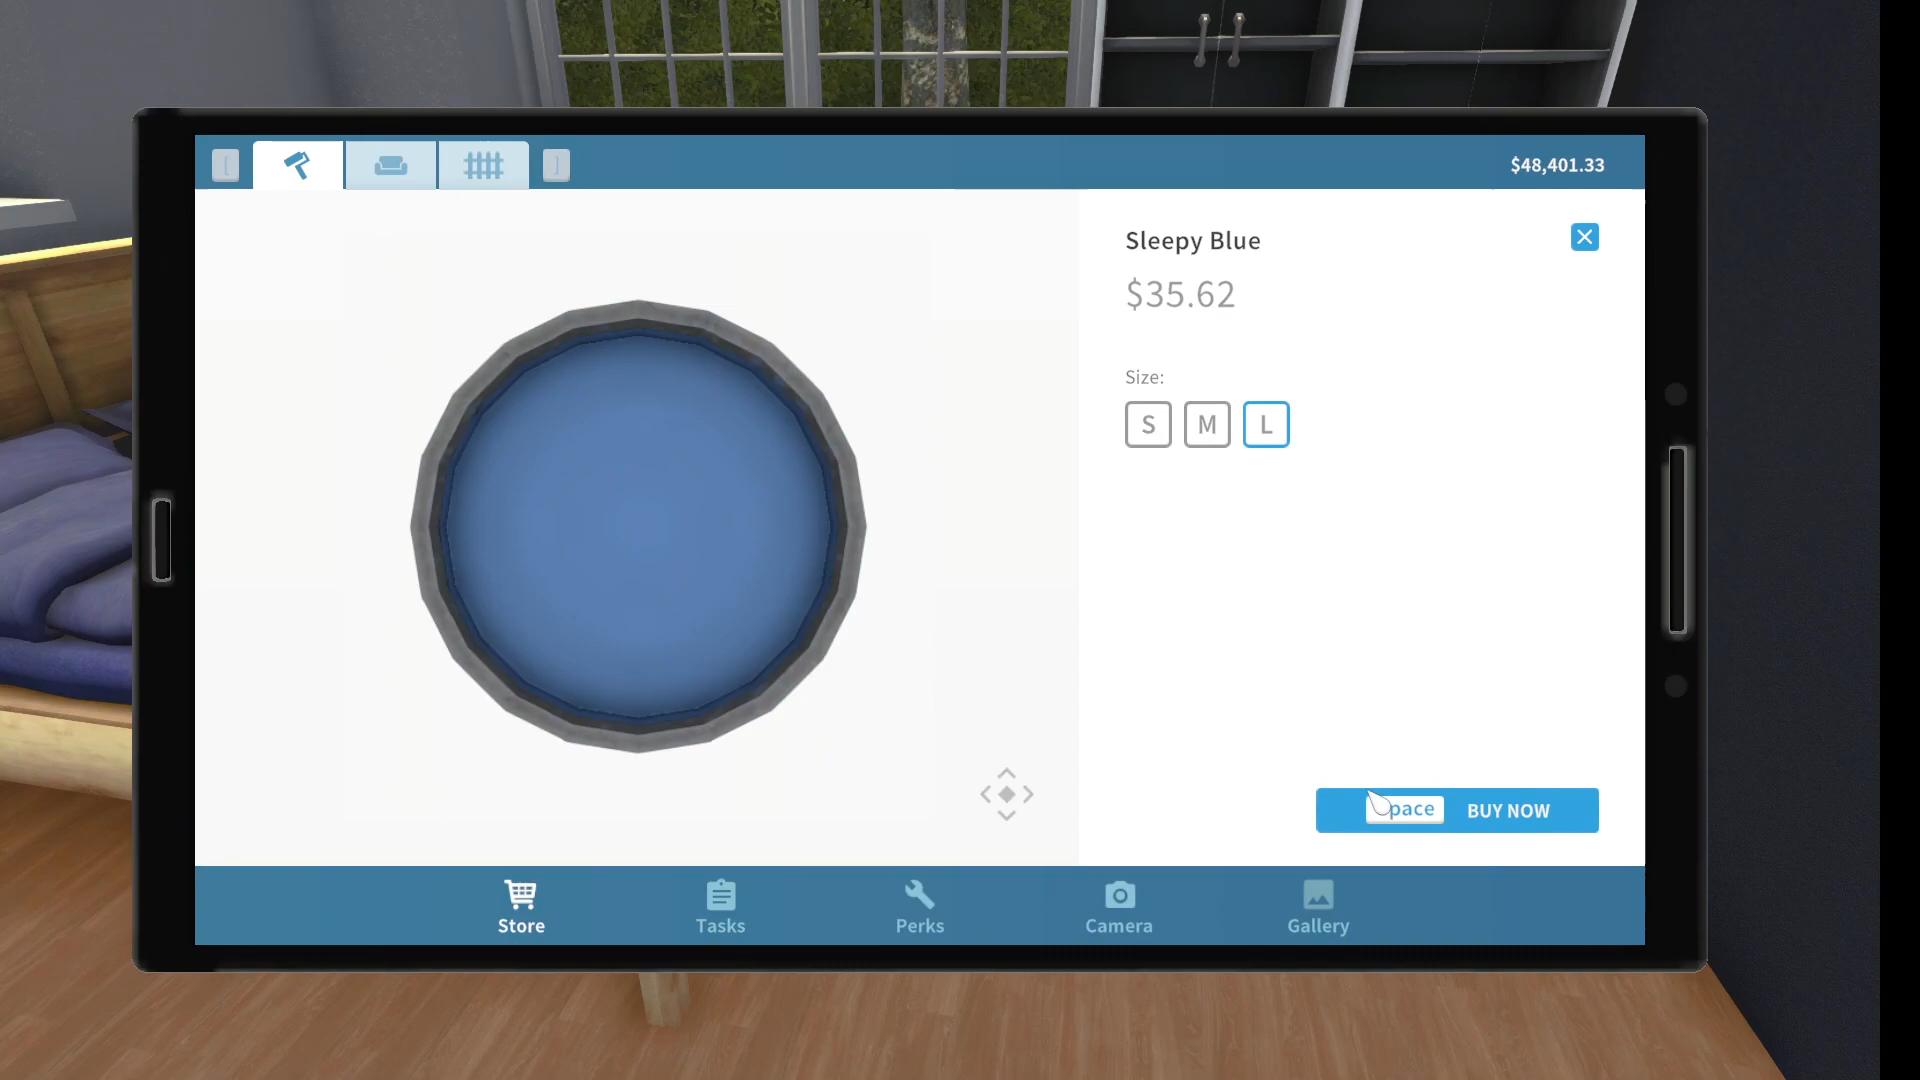 [
]
$48,401.33
Sleepy Blue
$35.62
Size:
S M L
pace BUY NOW
Store Tasks Perks Camera Gallery